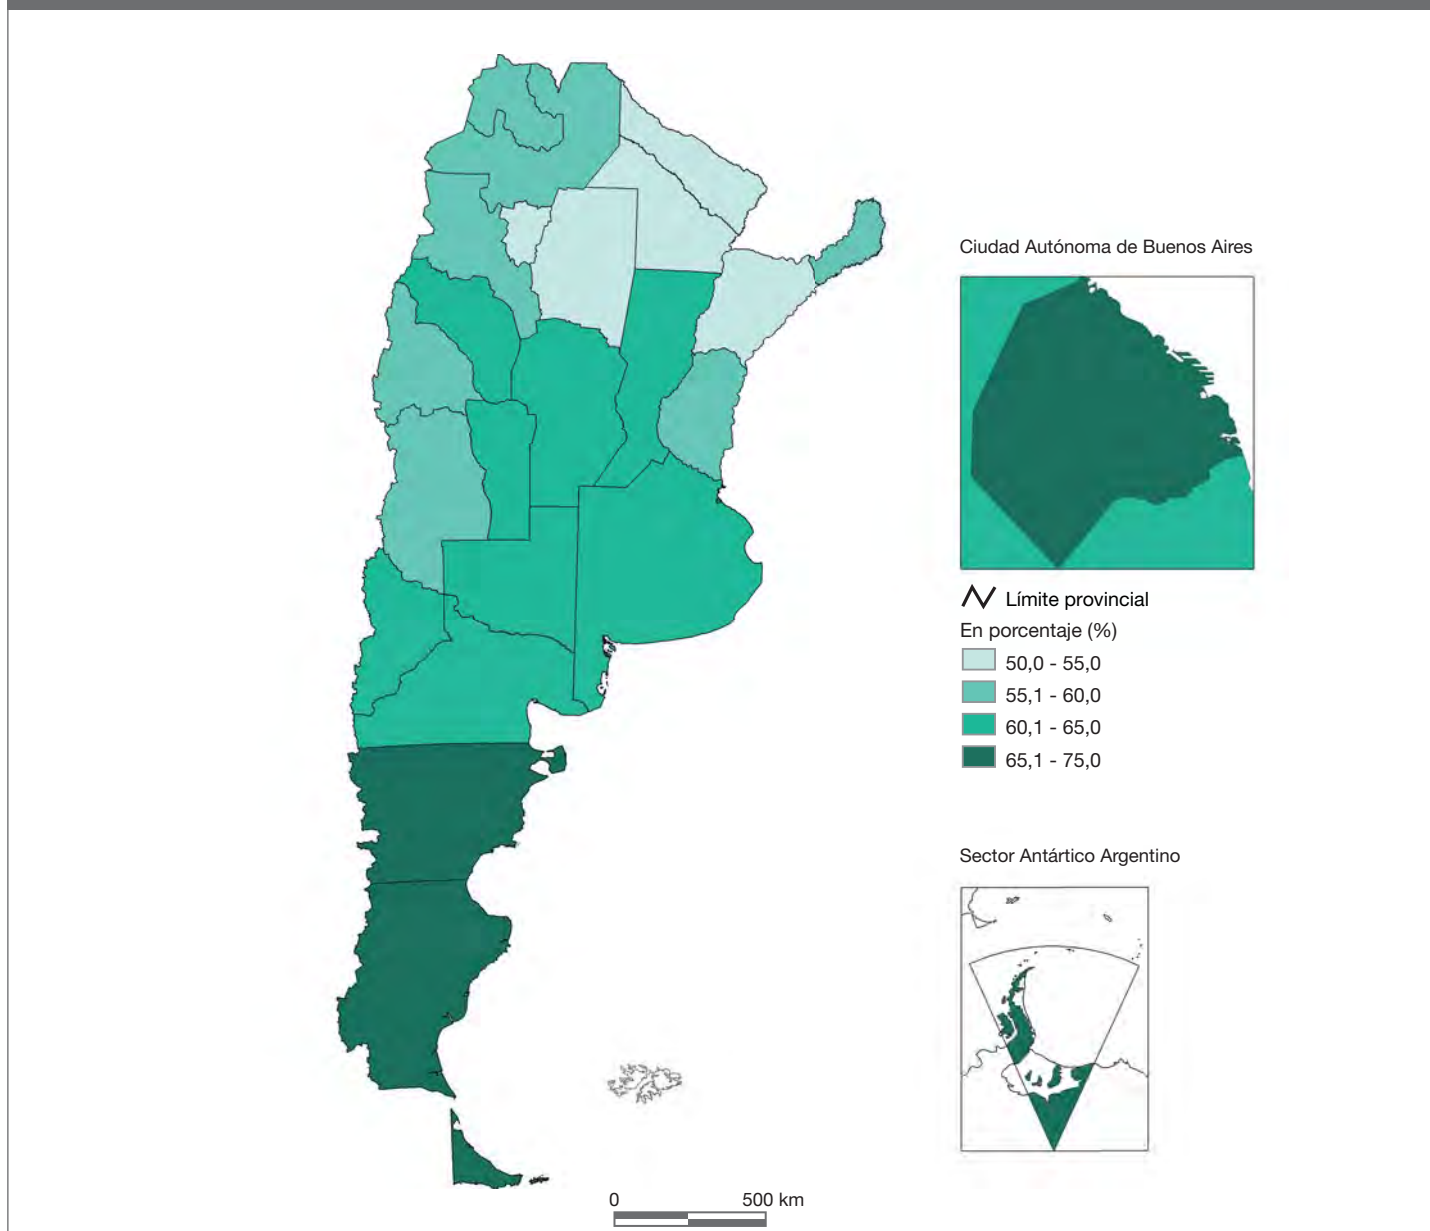 Ciudad Autónoma de Buenos Aires
Límite provincial
En porcentaje (%)
50,0 - 55,0
55,1 - 60,0
60,1 - 65,0
65,1 - 75,0
Sector Antártico Argentino
0 500 km